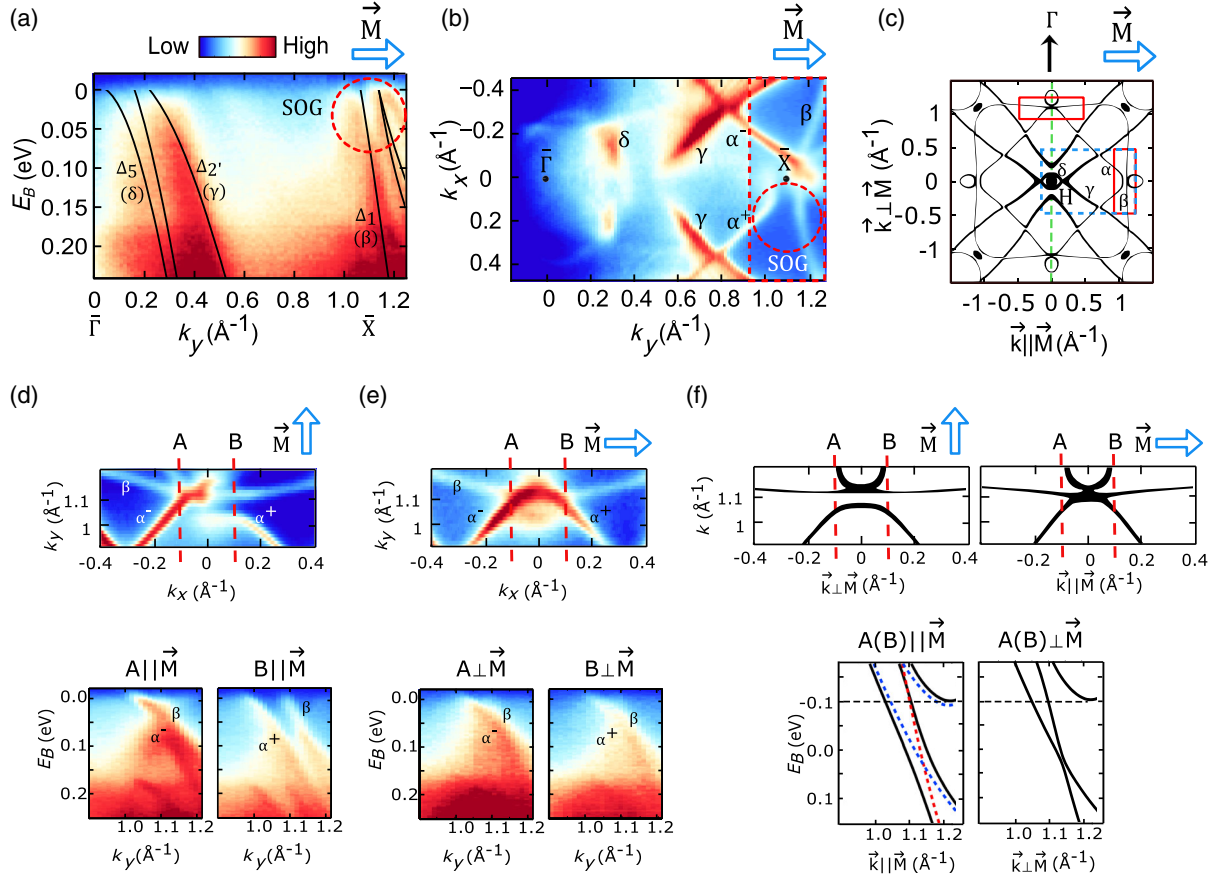 (a)
M
Low
High
SOG
Δ5
(δ)
Δ2'
(γ)
Δ1
(β)
E_B (eV)
0
0.05
0.10
0.20
0 0.2 0.4 0.6 0.8 1.0 1.2
Γ̄
X̄
k_y (Å⁻¹)
(b)
M
−0.4
-0.2
0
0.2
0.4
k_x (Å⁻¹)
Γ̄
δ
γ
γ
α⁻
α⁺
X̄
β
SOG
0 0.2 0.4 0.6 0.8 1.0 1.2
k_y (Å⁻¹)
(c)
Γ
M
1
0.5
0
-0.5
-1
k⊥M (Å⁻¹)
δ
H
γ
α
β
-1 -0.5 0 0.5 1
k||M (Å⁻¹)
(d)
A B M
β
α⁻
α⁺
1.1
1
k_y (Å⁻¹)
-0.4 -0.2 0 0.2 0.4
k_x (Å⁻¹)
A||M
B||M
0.0
0.1
0.2
E_B (eV)
α⁻
β
α⁺
β
1.0 1.1 1.2
1.0 1.1 1.2
k_y (Å⁻¹)
k_y (Å⁻¹)
(e)
A B M
β
α⁻
α⁺
1.1
1
k_y (Å⁻¹)
-0.4 -0.2 0 0.2 0.4
k_x (Å⁻¹)
A⊥M
B⊥M
0.0
0.1
0.2
E_B (eV)
α⁻
β
α⁺
β
1.0 1.1 1.2
1.0 1.1 1.2
k_y (Å⁻¹)
k_y (Å⁻¹)
(f)
A B M
A B M
1.1
1
k (Å⁻¹)
-0.4 -0.2 0 0.2 0.4
-0.2 0 0.2 0.4
k⊥M (Å⁻¹)
k||M (Å⁻¹)
A(B)||M
A(B)⊥M
-0.1
0.0
0.1
E_B (eV)
1.0 1.1 1.2
1.0 1.1 1.2
k||M (Å⁻¹)
k⊥M (Å⁻¹)